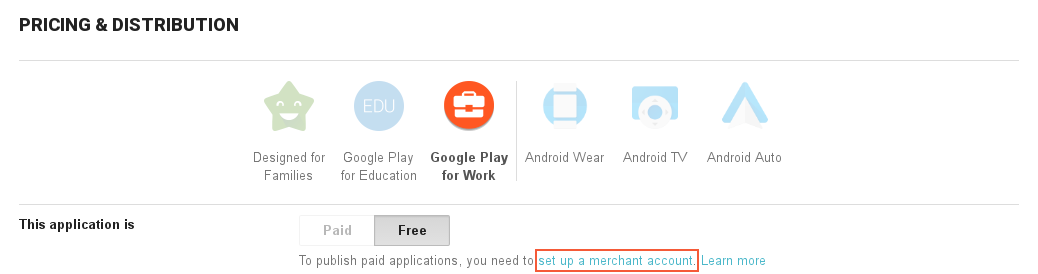 PRICING & DISTRIBUTION
EDU
Designed for
Families
Google Play
for Education
Google Play
for Work
Android Wear
Android TV
Android Auto
This application is
Paid
Free
To publish paid applications, you need to set up a merchant account. Learn more